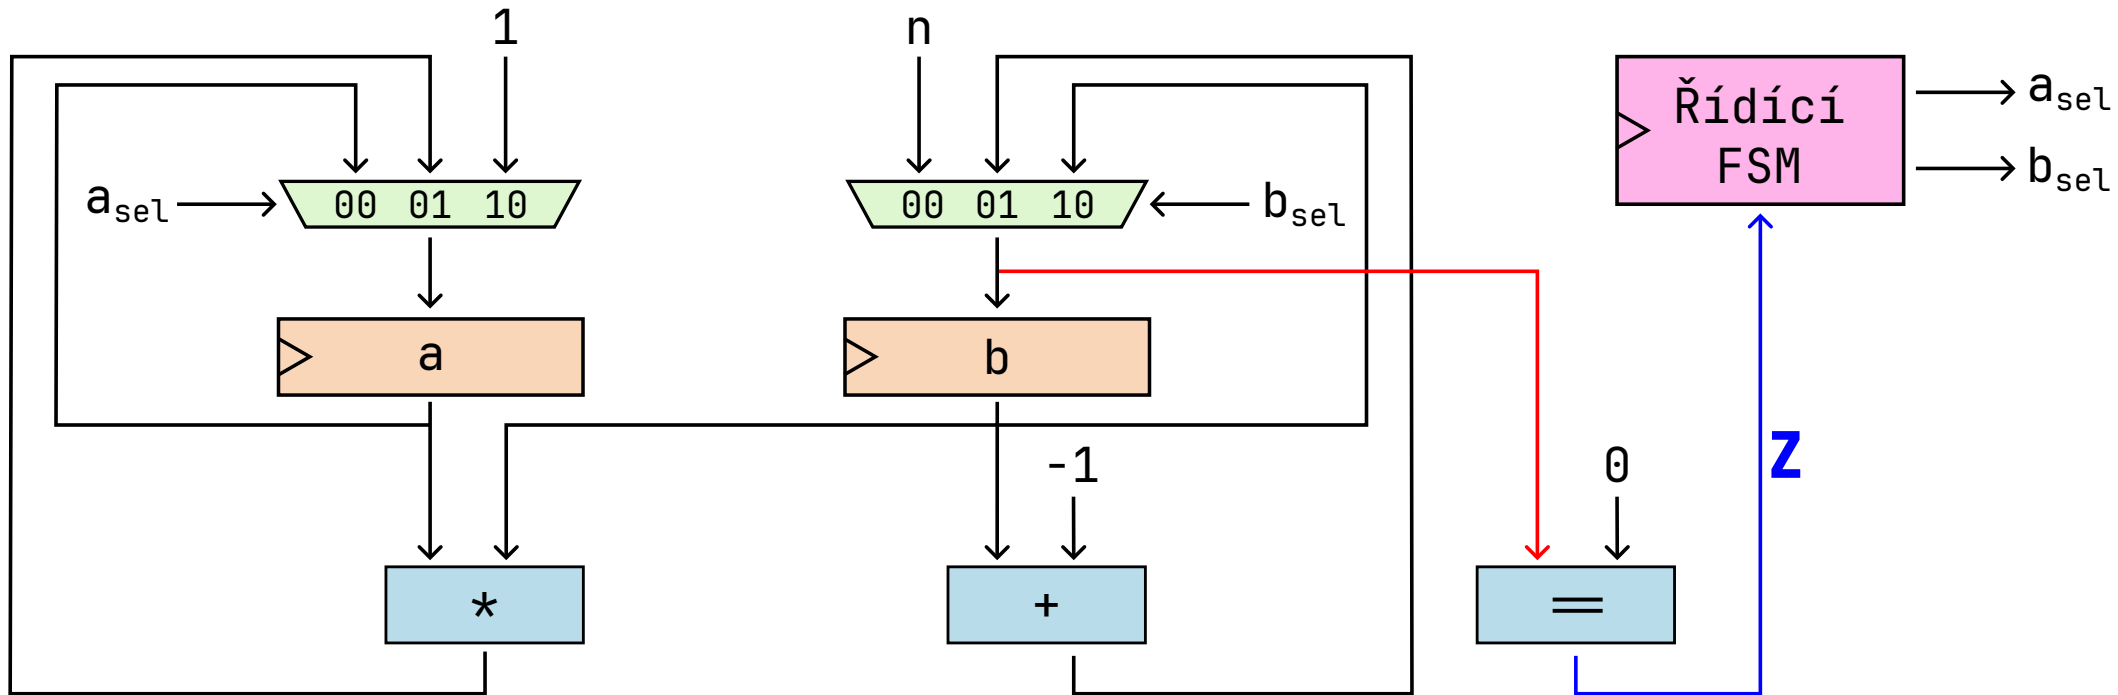 1
n
Řídící
FSM
a_sel
b_sel
a_sel
00 01 10
00 01 10
b_sel
a
b
-1
0
Z
*
+
==